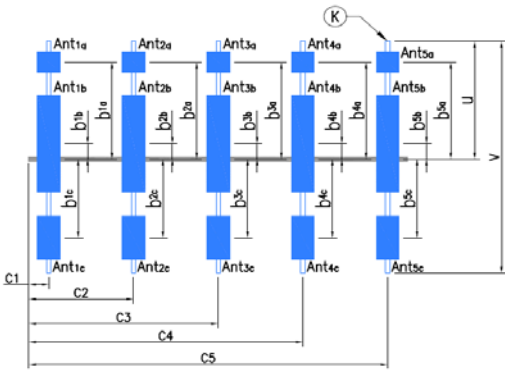 K
Ant1a Ant2a Ant3a Ant4a Ant5a
Ant1b Ant2b Ant3b Ant4b Ant5b
b1b b1a b2b b2a b3b b3a b4b b4a b5b b5a U V
b1c b2c b3c b4c b5c
Ant1c Ant2c Ant3c Ant4c Ant5c
C1
C2
C3
C4
C5